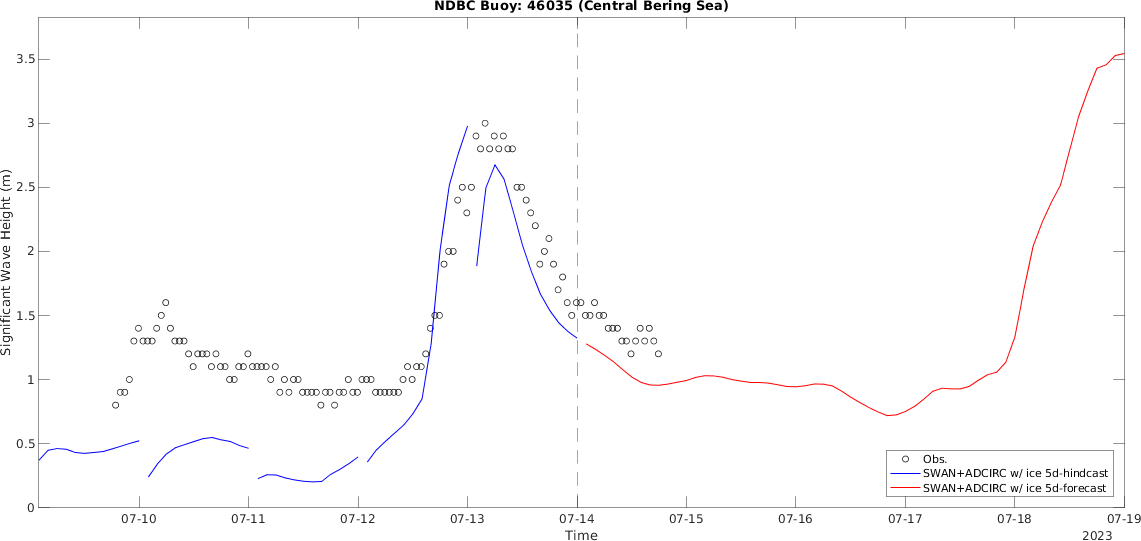 NDBC Buoy: 46035 (Central Bering Sea)
Significant Wave Height (m)
3.5
3
2.5
2
1.5
1
0.5
0
Obs.
SWAN+ADCIRC w/ ice 5d-hindcast
SWAN+ADCIRC w/ ice 5d-forecast
07-10 07-11 07-12 07-13 07-14 07-15 07-16 07-17 07-18 07-19
Time
2023